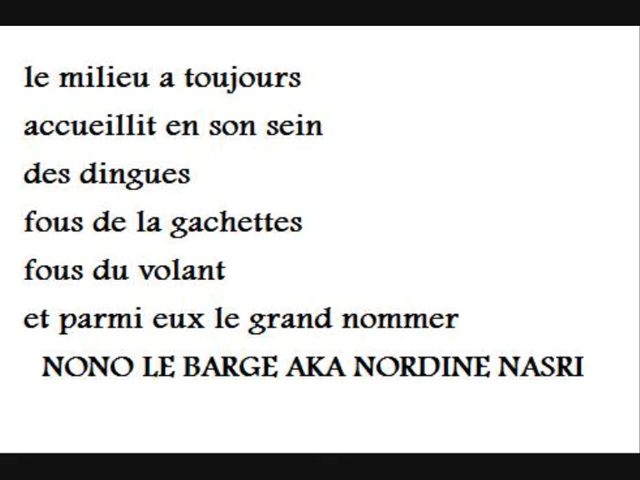 le milieu a toujours
accueillit en son sein
des dingues
fous de la gachettes
fous du volant
et parmi eux le grand nommer
NONO LE BARGE AKA NORDINE NASRI